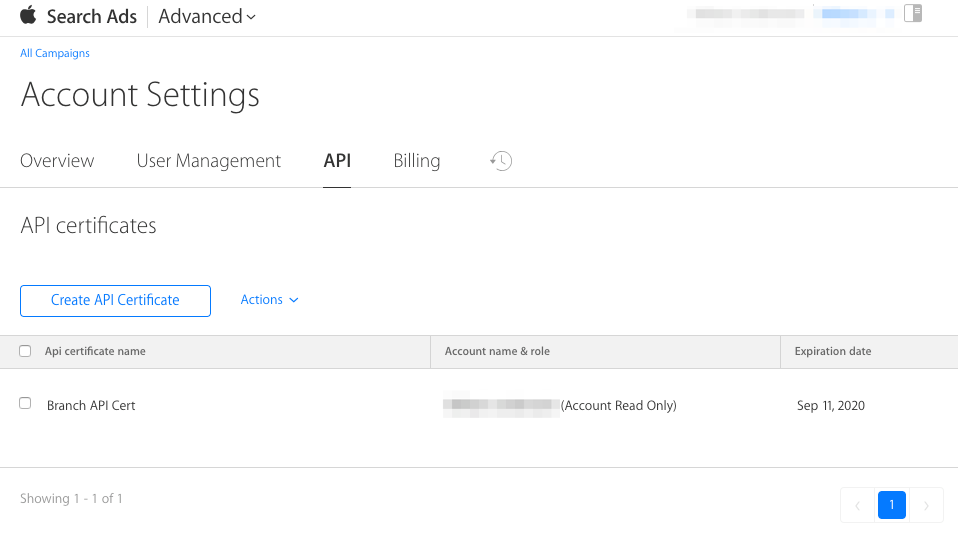 Search Ads Advanced
All Campaigns
Account Settings
Overview User Management API Billing
API certificates
Create API Certificate Actions
Api certificate name Account name & role Expiration date
Branch API Cert (Account Read Only) Sep 11, 2020
Showing 1 - 1 of 1
1